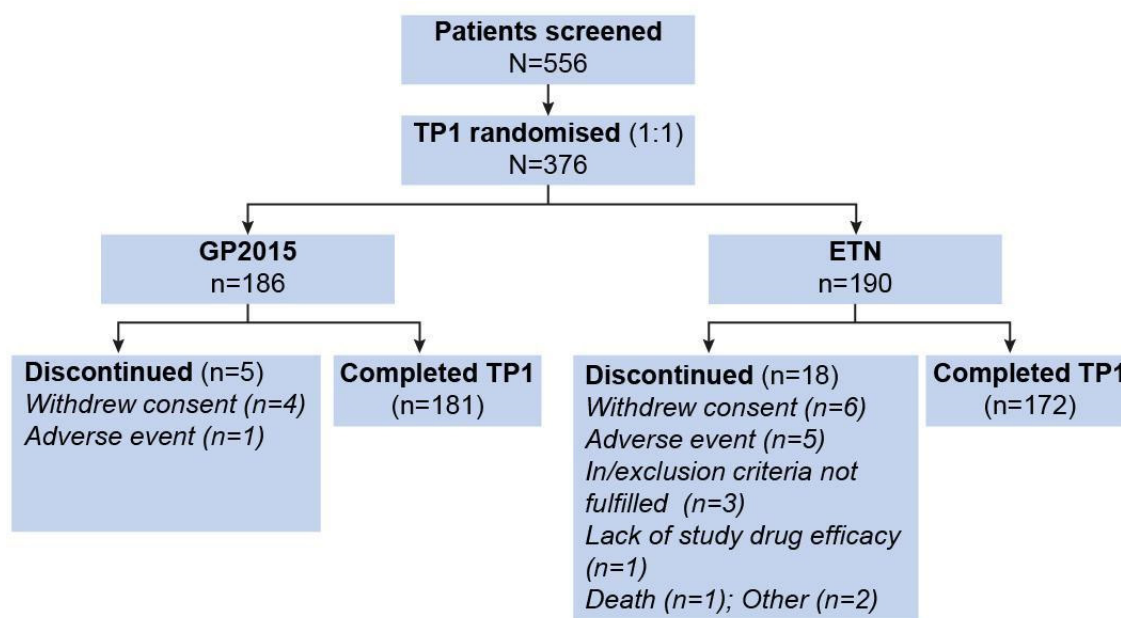 Patients screened
N=556
TP1 randomised (1:1)
N=376
GP2015
n=186
ETN
n=190
Discontinued (n=5)
Withdrew consent (n=4)
Adverse event (n=1)
Completed TP1
(n=181)
Discontinued (n=18)
Withdrew consent (n=6)
Adverse event (n=5)
In/exclusion criteria not
fulfilled (n=3)
Lack of study drug efficacy
(n=1)
Death (n=1); Other (n=2)
Completed TP1
(n=172)